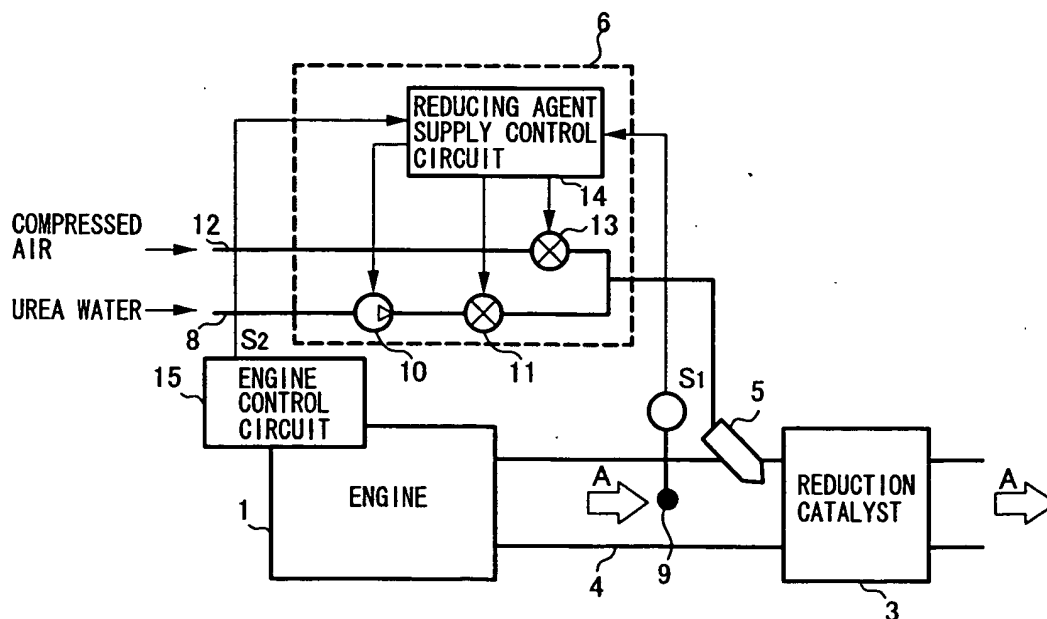 6
REDUCING AGENT
SUPPLY CONTROL
CIRCUIT
14
COMPRESSED
AIR
12
13
UREA WATER
8
S2
10
11
S1
15
ENGINE
CONTROL
CIRCUIT
5
ENGINE
1
A
REDUCTION
CATALYST
A
4
9
3